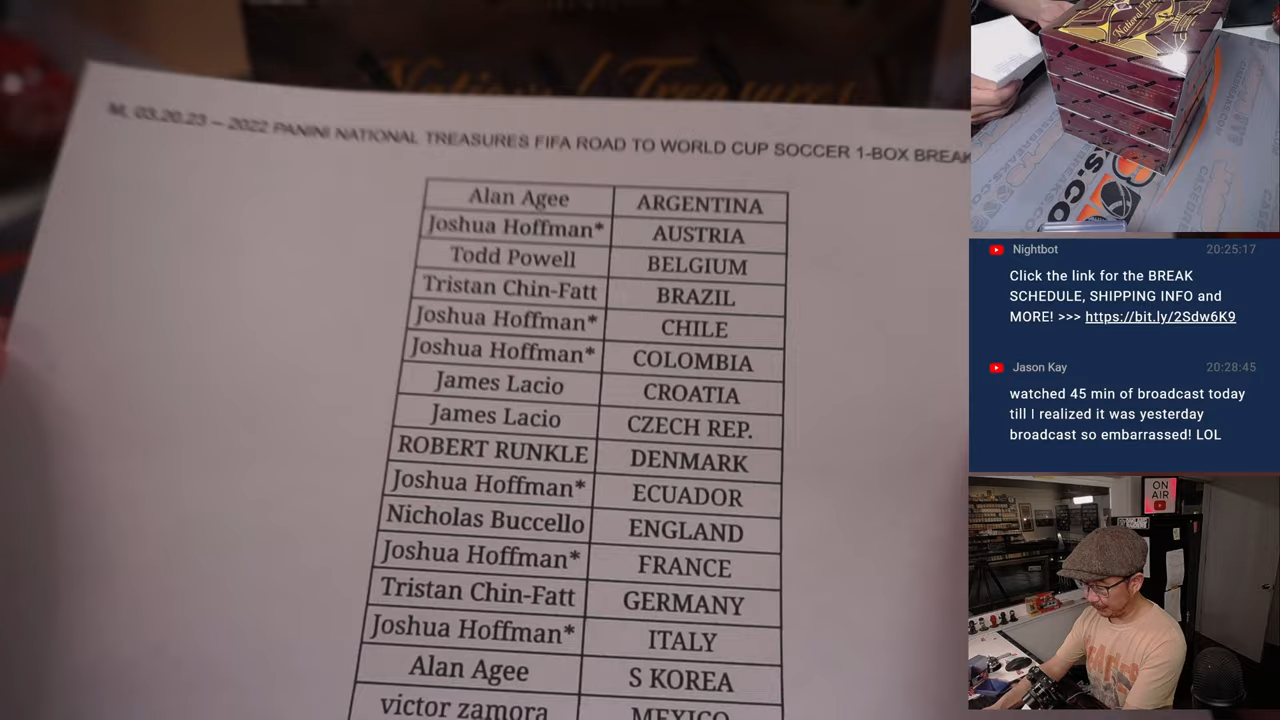 National Treasures
M, 03.20.23 – 2022 PANINI NATIONAL TREASURES FIFA ROAD TO WORLD CUP SOCCER 1-BOX BREAK
Alan Agee ARGENTINA
Joshua Hoffman* AUSTRIA
Todd Powell BELGIUM
Tristan Chin-Fatt BRAZIL
Joshua Hoffman* CHILE
Joshua Hoffman* COLOMBIA
James Lacio CROATIA
James Lacio CZECH REP.
ROBERT RUNKLE DENMARK
Joshua Hoffman* ECUADOR
Nicholas Buccello ENGLAND
Joshua Hoffman* FRANCE
Tristan Chin-Fatt GERMANY
Joshua Hoffman* ITALY
Alan Agee S KOREA
victor zamora MEXICO
Nightbot 20:25:17
Click the link for the BREAK
SCHEDULE, SHIPPING INFO and
MORE! >>> https://bit.ly/2Sdw6K9
Jason Kay 20:28:45
watched 45 min of broadcast today
till I realized it was yesterday
broadcast so embarrassed! LOL
ON
AIR